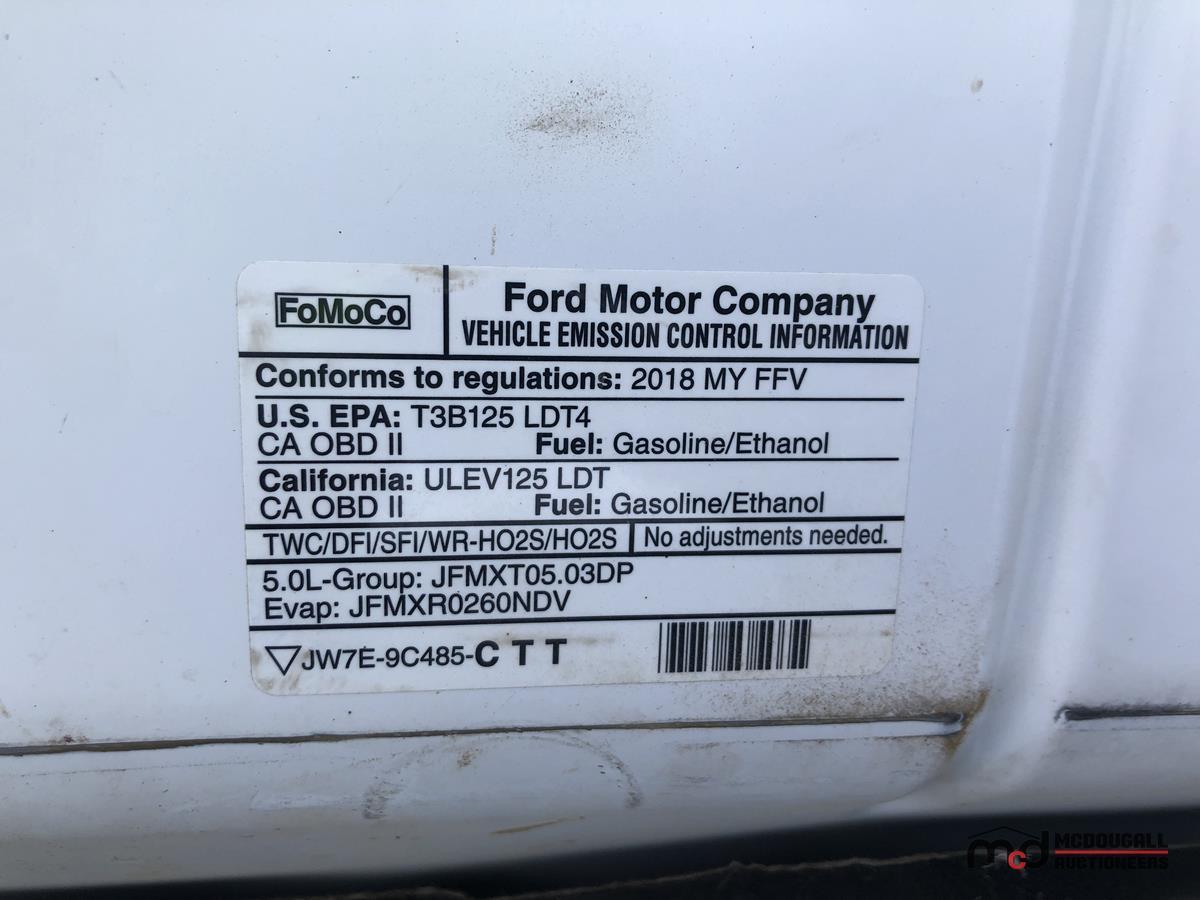 FoMoCo
Ford Motor Company
VEHICLE EMISSION CONTROL INFORMATION
Conforms to regulations: 2018 MY FFV
U.S. EPA: T3B125 LDT4
CA OBD II Fuel: Gasoline/Ethanol
California: ULEV125 LDT
CA OBD II Fuel: Gasoline/Ethanol
TWC/DFI/SFI/WR-HO2S/HO2S No adjustments needed.
5.0L-Group: JFMXT05.03DP
Evap: JFMXR0260NDV
JW7E-9C485-C T T
mcd MCDOUGALL
AUCTIONEERS